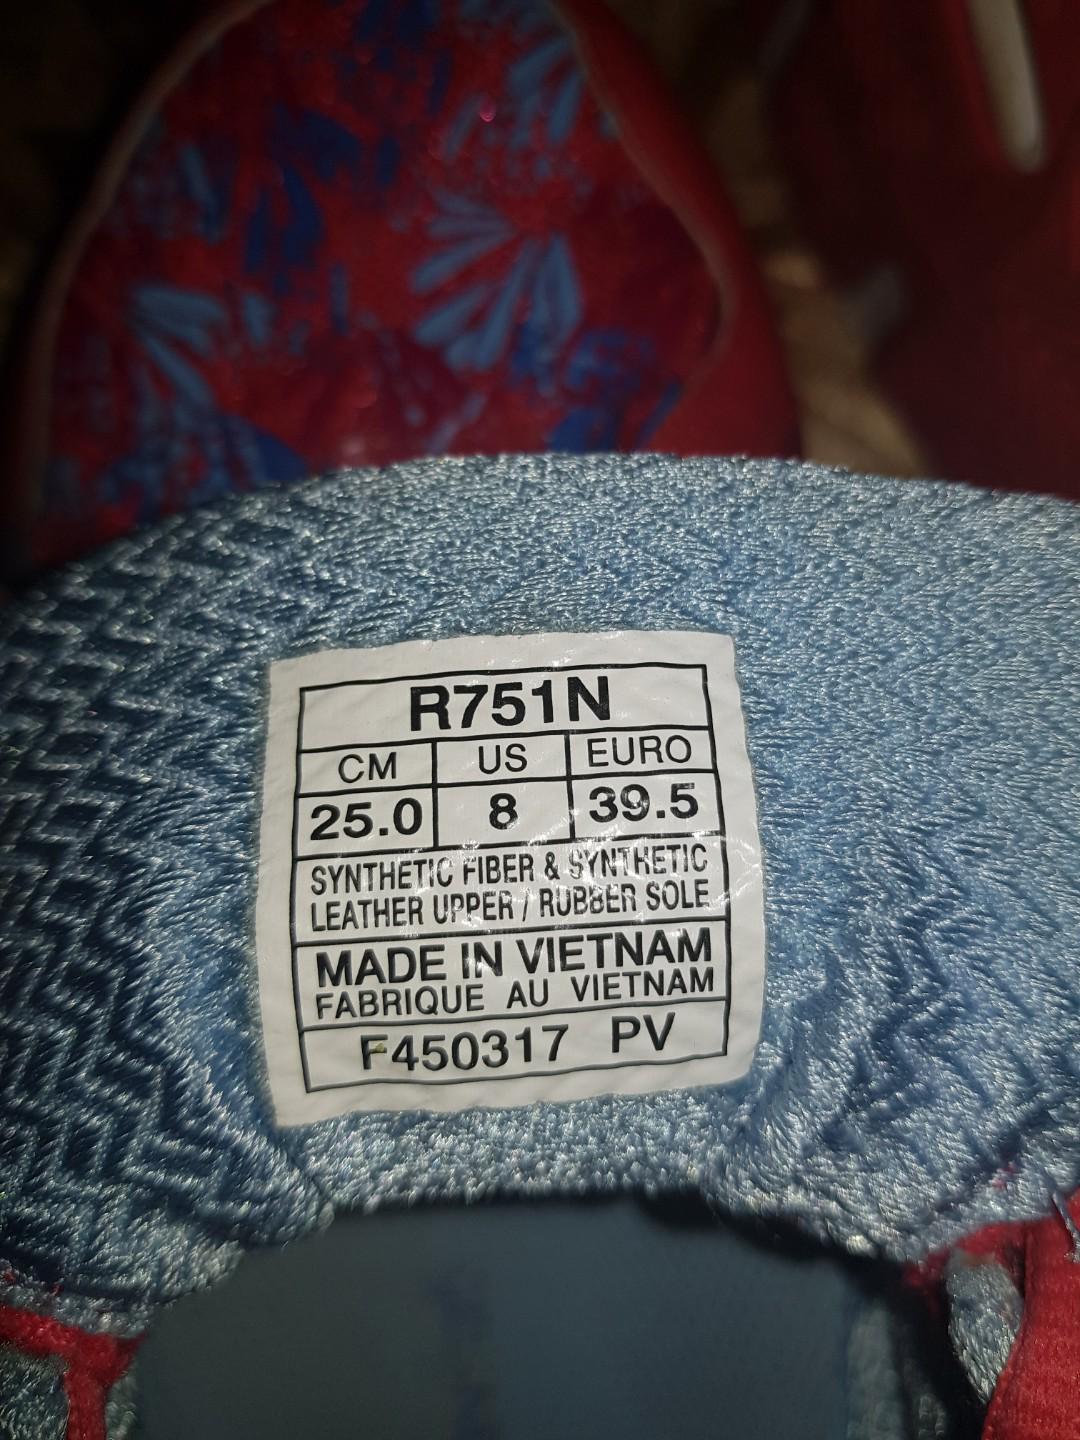 R751N
CM US EURO
25.0 8 39.5
SYNTHETIC FIBER & SYNTHETIC
LEATHER UPPER / RUBBER SOLE
MADE IN VIETNAM
FABRIQUE AU VIETNAM
F450317 PV